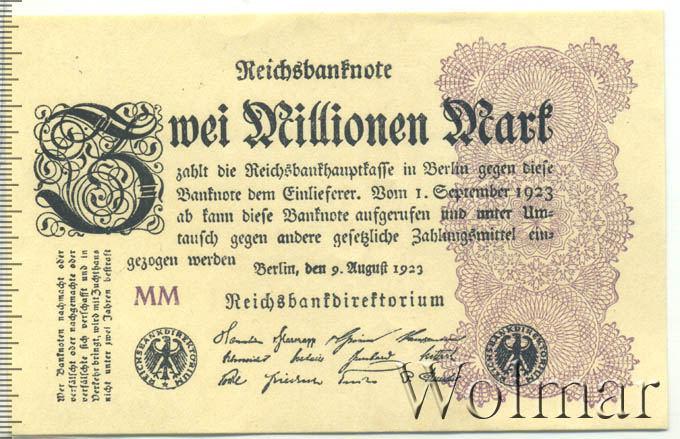 Reichsbanknote
Zwei Millionen Mark
zahlt die Reichsbankhauptkasse in Berlin gegen diese
Banknote dem Einlieferer. Vom 1. September 1923
ab kann diese Banknote aufgerufen und unter Um-
tausch gegen andere gesetzliche Zahlungsmittel ein-
gezogen werden
Berlin, den 9. August 1923
MM
Reichsbankdirektorium
Wer Banknoten nachmacht oder
verfälscht oder nachgemachte oder
verfälschte sich verschafft und in
Verkehr bringt, wird mit Zuchthaus
nicht unter zwei Jahren bestraft
REICHSBANKDIREKTORIUM
REICHSBANKDIREKTORIUM
Wolmar